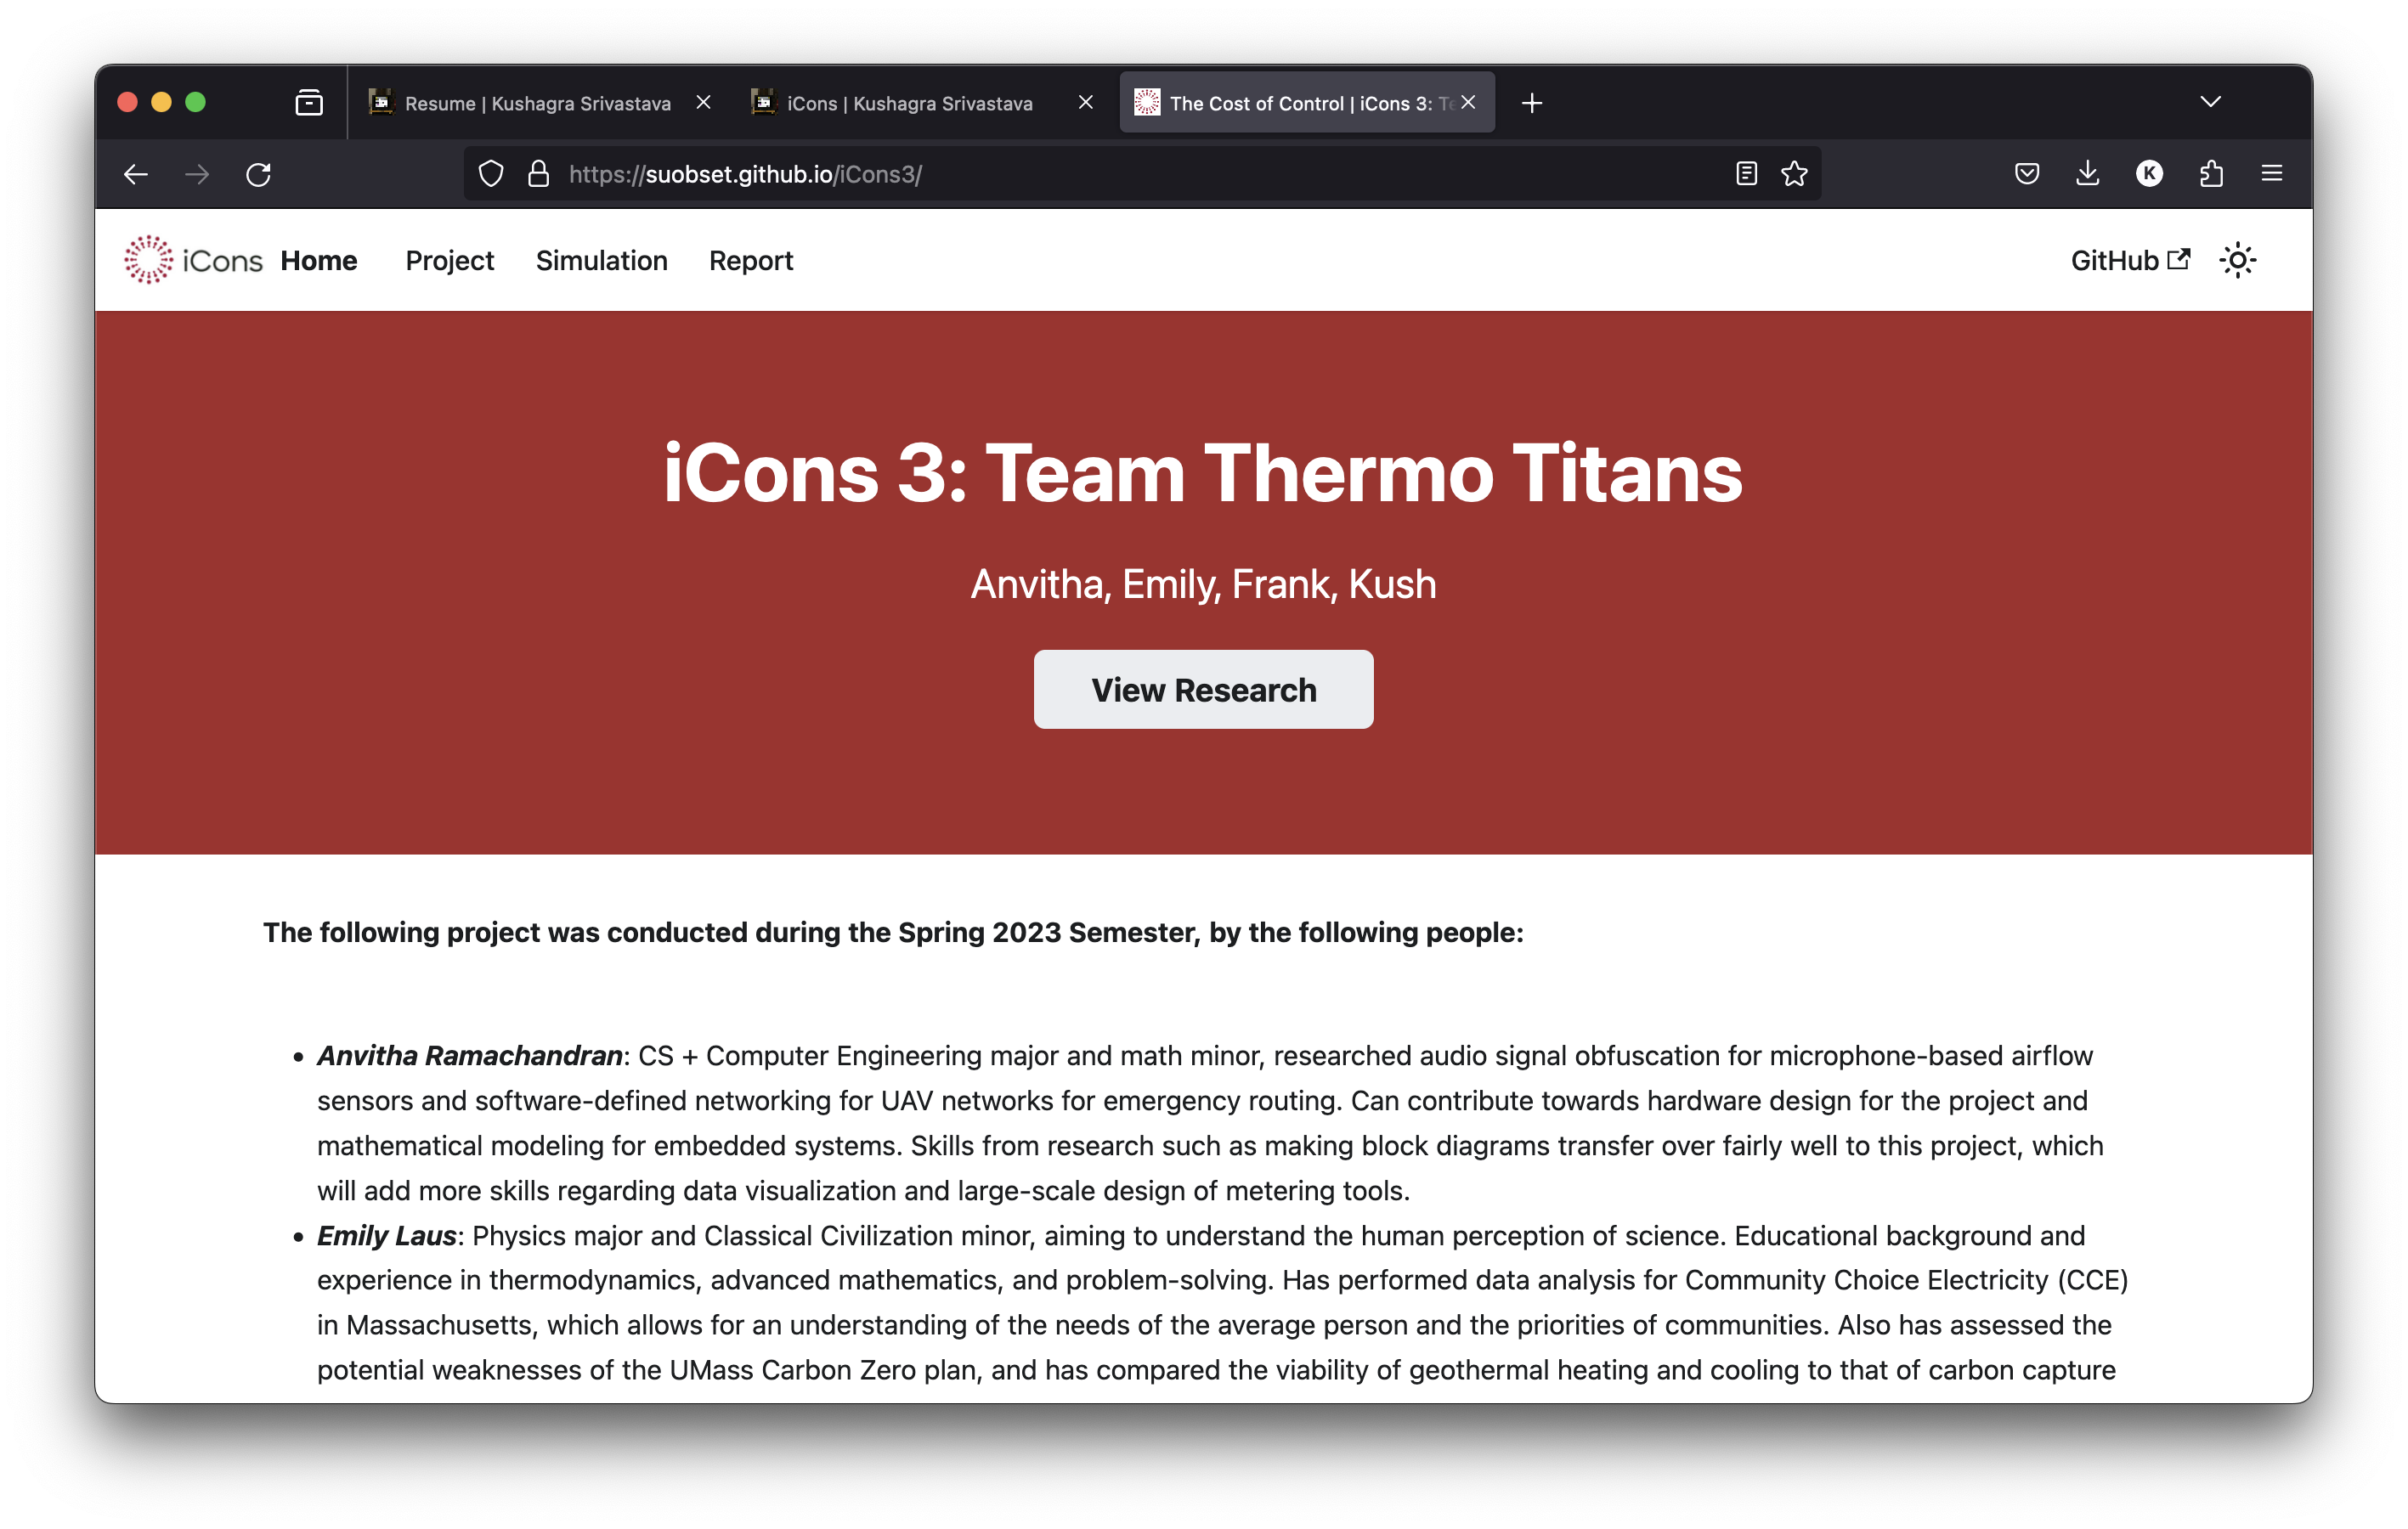 Resume | Kushagra Srivastava
iCons | Kushagra Srivastava
The Cost of Control | iCons 3: Te
https://suobset.github.io/iCons3/
K
iCons Home Project Simulation Report GitHub
iCons 3: Team Thermo Titans
Anvitha, Emily, Frank, Kush
View Research
The following project was conducted during the Spring 2023 Semester, by the following people:
• Anvitha Ramachandran: CS + Computer Engineering major and math minor, researched audio signal obfuscation for microphone-based airflow
sensors and software-defined networking for UAV networks for emergency routing. Can contribute towards hardware design for the project and
mathematical modeling for embedded systems. Skills from research such as making block diagrams transfer over fairly well to this project, which
will add more skills regarding data visualization and large-scale design of metering tools.
• Emily Laus: Physics major and Classical Civilization minor, aiming to understand the human perception of science. Educational background and
experience in thermodynamics, advanced mathematics, and problem-solving. Has performed data analysis for Community Choice Electricity (CCE)
in Massachusetts, which allows for an understanding of the needs of the average person and the priorities of communities. Also has assessed the
potential weaknesses of the UMass Carbon Zero plan, and has compared the viability of geothermal heating and cooling to that of carbon capture